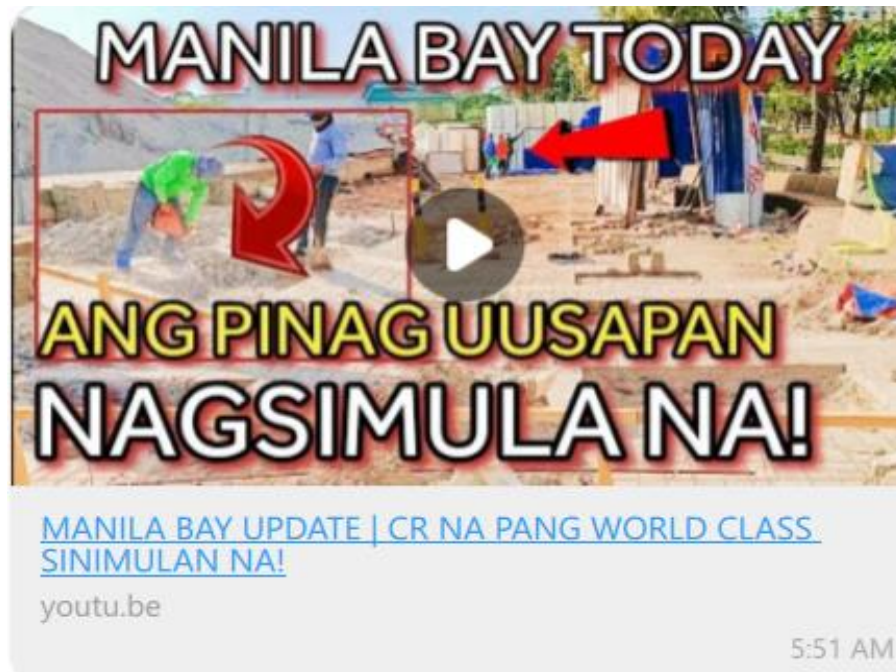 MANILA BAY TODAY
ANG PINAG UUSAPAN
NAGSIMULA NA!
MANILA BAY UPDATE | CR NA PANG WORLD CLASS
SINIMULAN NA!
youtu.be
5:51 AM